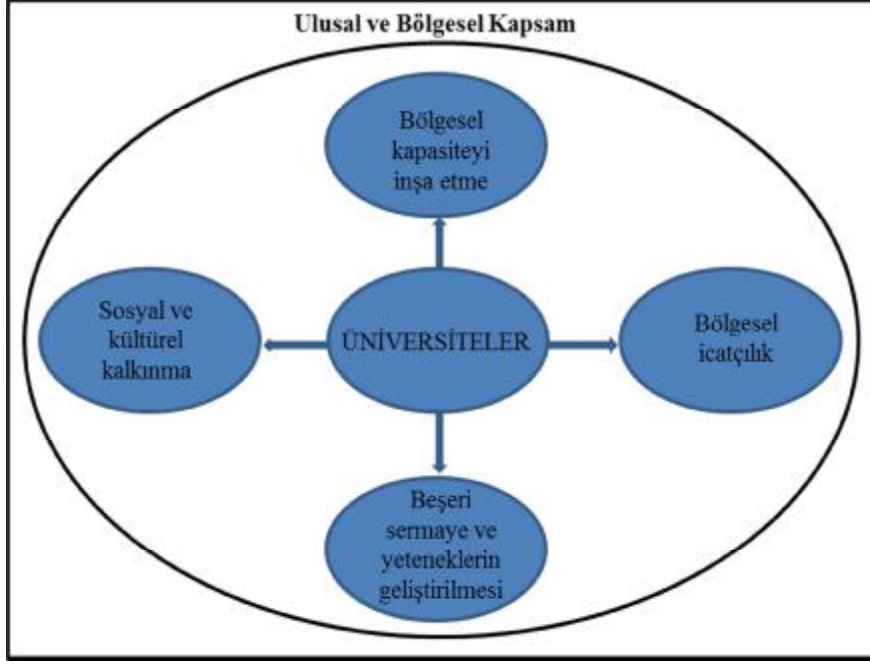 Ulusal ve Bölgesel Kapsam
Bölgesel
kapasiteyi
inşa etme
Sosyal ve
kültürel
kalkınma
ÜNİVERSİTELER
Bölgesel
icatçılık
Beşeri
sermaye ve
yeteneklerin
geliştirilmesi